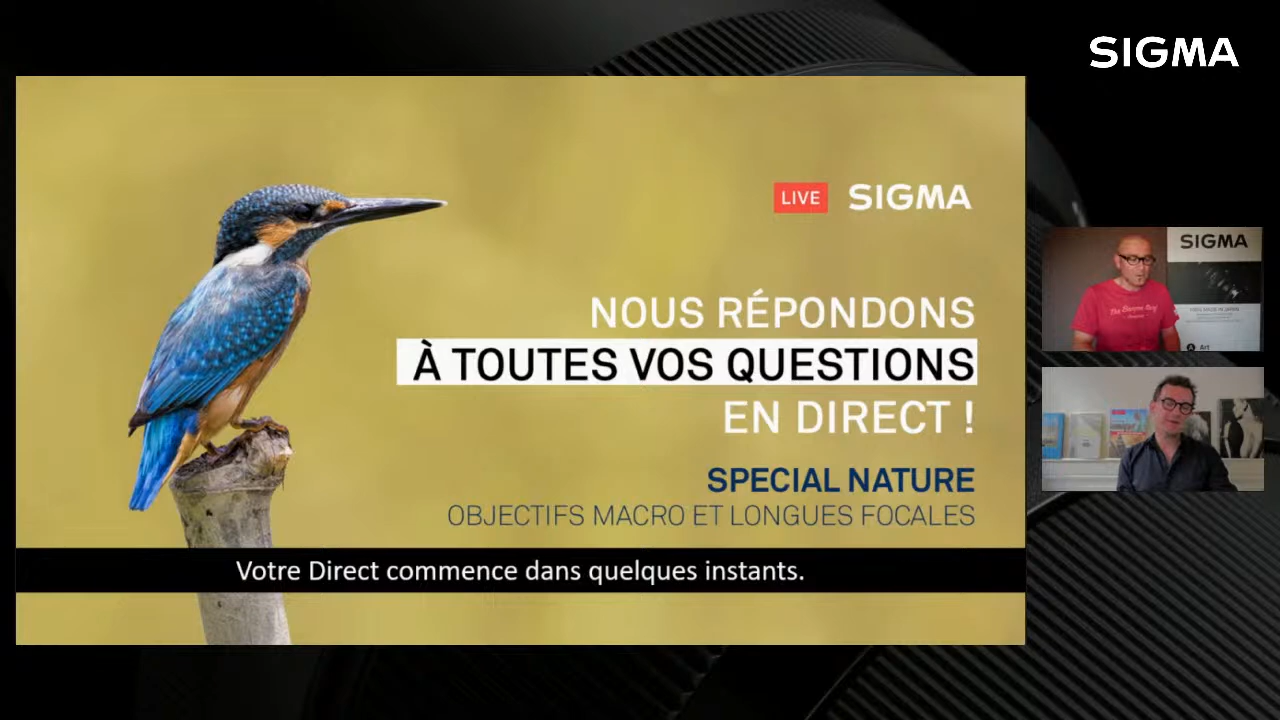 SIGMA
LIVE SIGMA
NOUS RÉPONDONS
À TOUTES VOS QUESTIONS
EN DIRECT !
SPECIAL NATURE
OBJECTIFS MACRO ET LONGUES FOCALES
Votre Direct commence dans quelques instants.
SIGMA
Art